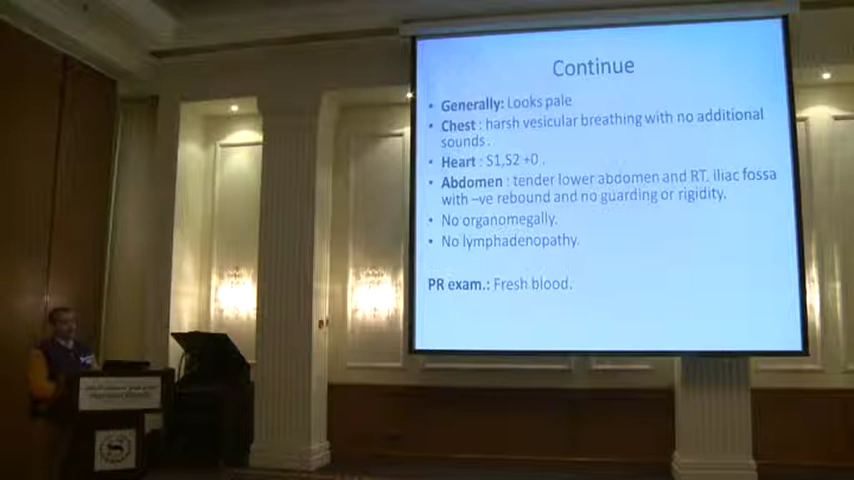 Continue
• Generally: Looks pale
• Chest : harsh vesicular breathing with no additional
sounds .
• Heart : S1,S2 +0 .
• Abdomen : tender lower abdomen and RT. iliac fossa
with –ve rebound and no guarding or rigidity.
• No organomegally.
• No lymphadenopathy.
PR exam.: Fresh blood.